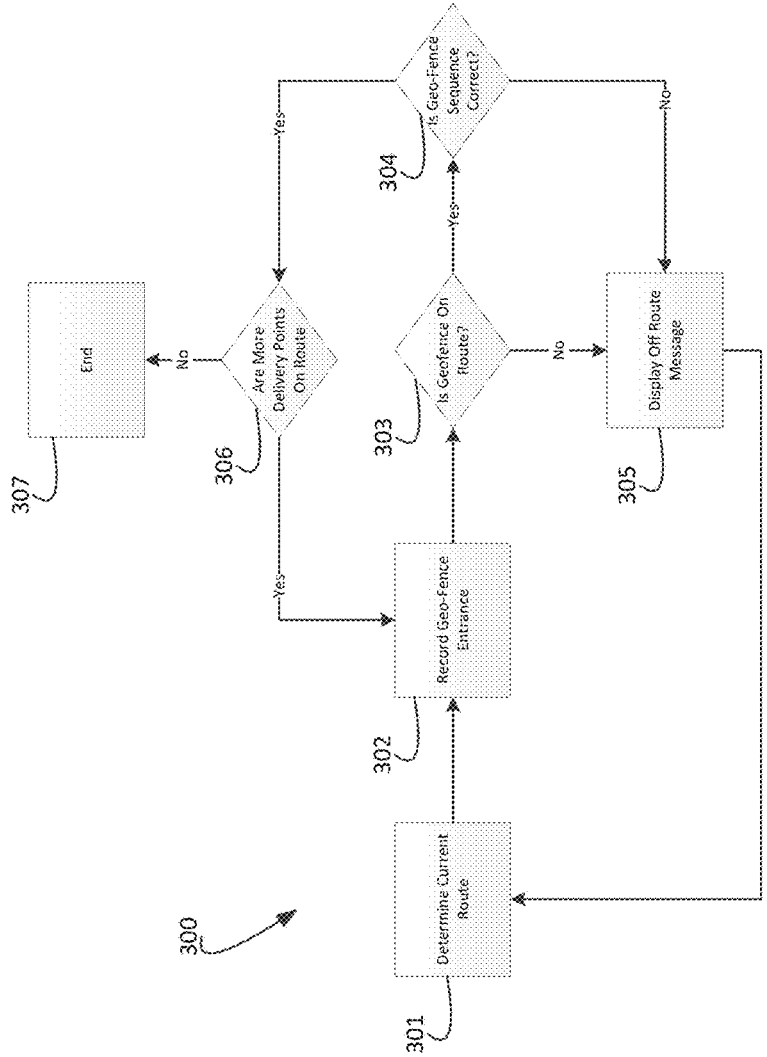 300
301
Determine Current
Route
302
Record Geo-Fence
Entrance
303
Is Geofence On
Route?
Yes
No
304
Is Geo-Fence
Sequence
Correct?
Yes
No
305
Display Off Route
Message
306
Are More
Delivery Points
On Route
Yes
No
307
End